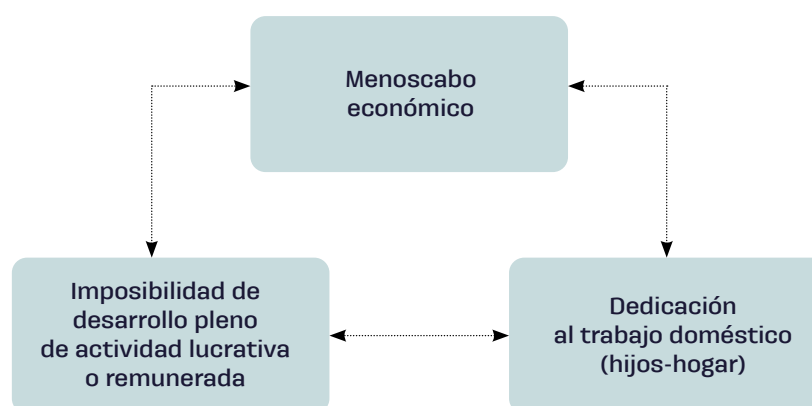 Menoscabo
económico
Imposibilidad de
desarrollo pleno
de actividad lucrativa
o remunerada
Dedicación
al trabajo doméstico
(hijos-hogar)